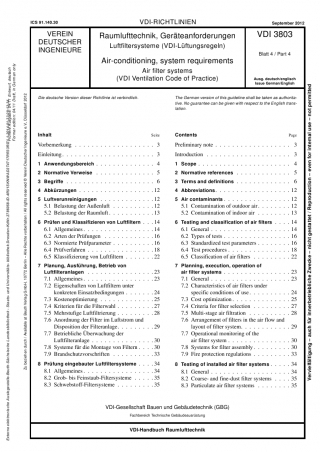 ICS 91.140.30
VDI-RICHTLINIEN
September 2012
VEREIN
DEUTSCHER
INGENIEURE
Raumlufttechnik, Geräteanforderungen
Luftfiltersysteme (VDI-Lüftungsregeln)
Air-conditioning, system requirements
Air filter systems
(VDI Ventilation Code of Practice)
VDI 3803
Blatt 4 / Part 4
Ausg. deutsch/englisch
Issue German/English
Die deutsche Version dieser Richtlinie ist verbindlich.
The German version of this guideline shall be taken as authorita-
tive. No guarantee can be given with respect to the English trans-
lation.
Inhalt Seite
Vorbemerkung 3
Einleitung 3
1 Anwendungsbereich 4
2 Normative Verweise 5
3 Begriffe 6
4 Abkürzungen 12
5 Luftverunreinigungen 12
5.1 Belastung der Außenluft 12
5.2 Belastung der Raumluft 13
6 Prüfen und Klassifizieren von Luftfiltern 14
6.1 Allgemeines 14
6.2 Arten der Prüfungen 16
6.3 Normierte Prüfparameter 16
6.4 Prüfverfahren 18
6.5 Klassifizierung von Luftfiltern 22
7 Planung, Ausführung, Betrieb von
Luftfilteranlagen 23
7.1 Allgemeines 23
7.2 Eigenschaften von Luftfiltern unter
konkreten Einsatzbedingungen 24
7.3 Kostenoptimierung 25
7.4 Kriterien für die Filterwahl 27
7.5 Mehrstufige Luftfilterung 28
7.6 Anordnung der Filter im Luftstrom und
Disposition der Filteranlage 29
7.7 Betriebliche Überwachung der
Luftfilteranlage 30
7.8 Systeme für die Montage von Filtern 30
7.9 Brandschutzvorschriften 33
8 Prüfung eingebauter Luftfiltersysteme 34
8.1 Allgemeines 34
8.2 Grob- bis Feinstaub-Filtersysteme 35
8.3 Schwebstoff-Filtersysteme 35
Contents Page
Preliminary note 3
Introduction 3
1 Scope 4
2 Normative references 5
3 Terms and definitions 6
4 Abbreviations 12
5 Air contaminants 12
5.1 Contamination of outdoor air 12
5.2 Contamination of indoor air 13
6 Testing and classification of air filters 14
6.1 General 14
6.2 Types of tests 16
6.3 Standardised test parameters 16
6.4 Test procedures 18
6.5 Classification of air filters 22
7 Planning, execution, operation of
air filter systems 23
7.1 General 23
7.2 Characteristics of air filters under
specific conditions of use 24
7.3 Cost optimization 25
7.4 Criteria for filter selection 27
7.5 Multi-stage air filtration 28
7.6 Arrangement of filters in the air flow and
layout of filter system 29
7.7 Operational monitoring of the
air filter system 30
7.8 Systems for filter assembly 30
7.9 Fire protection regulations 33
8 Testing of installed air filter systems 34
8.1 General 34
8.2 Coarse- and fine-dust filter systems 35
8.3 Particulate air filter systems 35
VDI-Gesellschaft Bauen und Gebäudetechnik (GBG)
Fachbereich Technische Gebäudeausrüstung
VDI-Handbuch Raumlufttechnik
Vervielfältigung – auch für innerbetriebliche Zwecke – nicht gestattet / Reproduction – even for internal use – not permitted